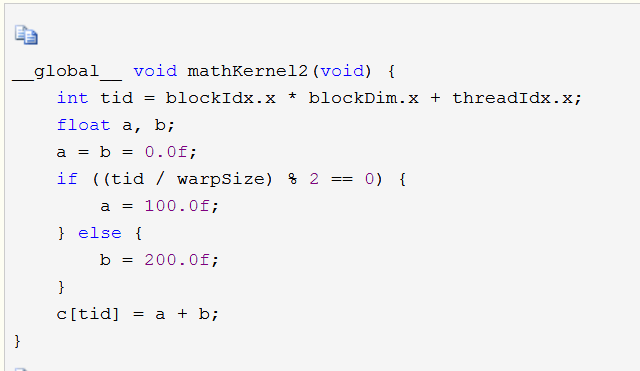 __global__ void mathKernel2(void) {
    int tid = blockIdx.x * blockDim.x + threadIdx.x;
    float a, b;
    a = b = 0.0f;
    if ((tid / warpSize) % 2 == 0) {
        a = 100.0f;
    } else {
        b = 200.0f;
    }
    c[tid] = a + b;
}